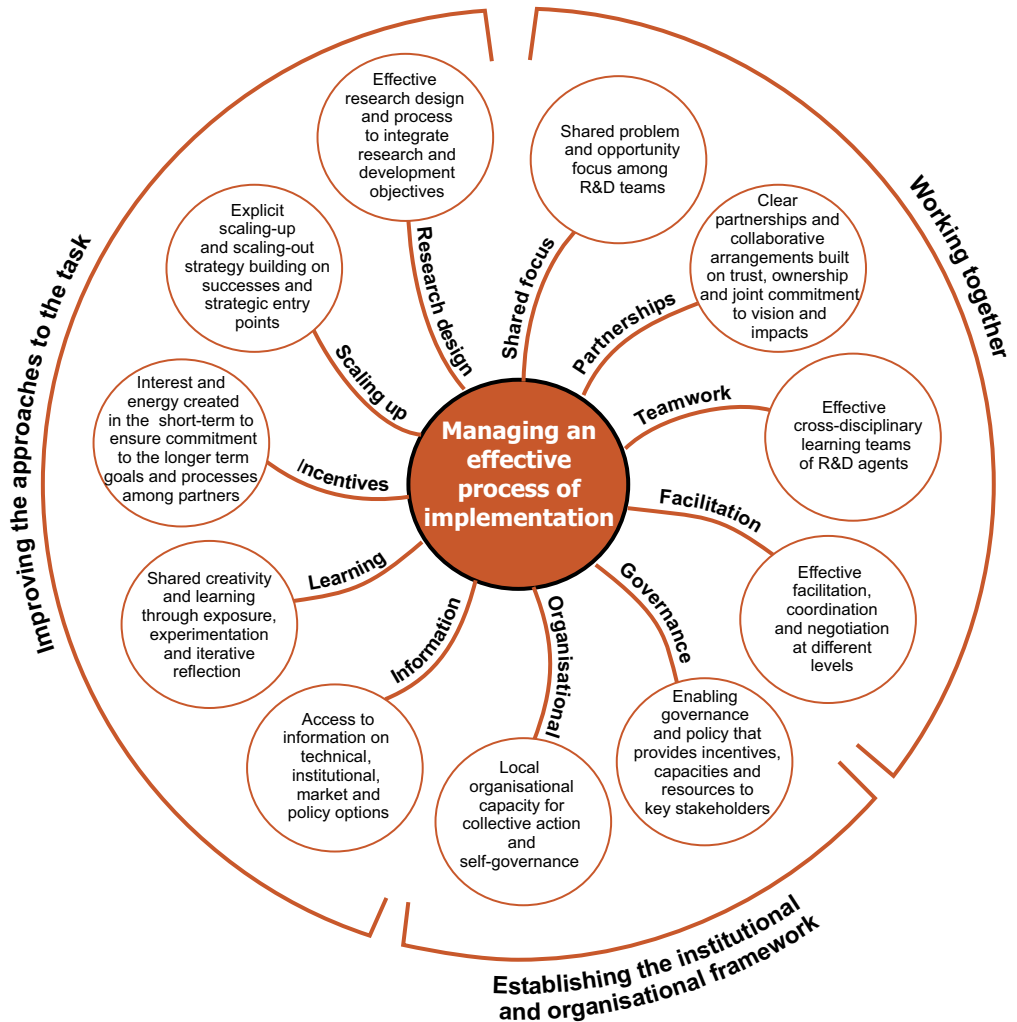 Managing an
effective
process of
implementation
Working together
Shared focus
Shared problem
and opportunity
focus among
R&D teams
Partnerships
Clear
partnerships and
collaborative
arrangements built
on trust, ownership
and joint commitment
to vision and
impacts
Teamwork
Effective
cross-disciplinary
learning teams
of R&D agents
Facilitation
Effective
facilitation,
coordination
and negotiation
at different
levels
Establishing the institutional
and organisational framework
Governance
Enabling
governance
and policy that
provides incentives,
capacities and
resources to
key stakeholders
Organisational
Local
organisational
capacity for
collective action
and
self-governance
Improving the approaches to the task
Information
Access to
information on
technical,
institutional,
market and
policy options
Learning
Shared creativity
and learning
through exposure,
experimentation
and iterative
reflection
Incentives
Interest and
energy created
in the short-term to
ensure commitment
to the longer term
goals and processes
among partners
Scaling up
Explicit
scaling-up
and scaling-out
strategy building on
successes and
strategic entry
points
Research design
Effective
research design
and process
to integrate
research and
development
objectives